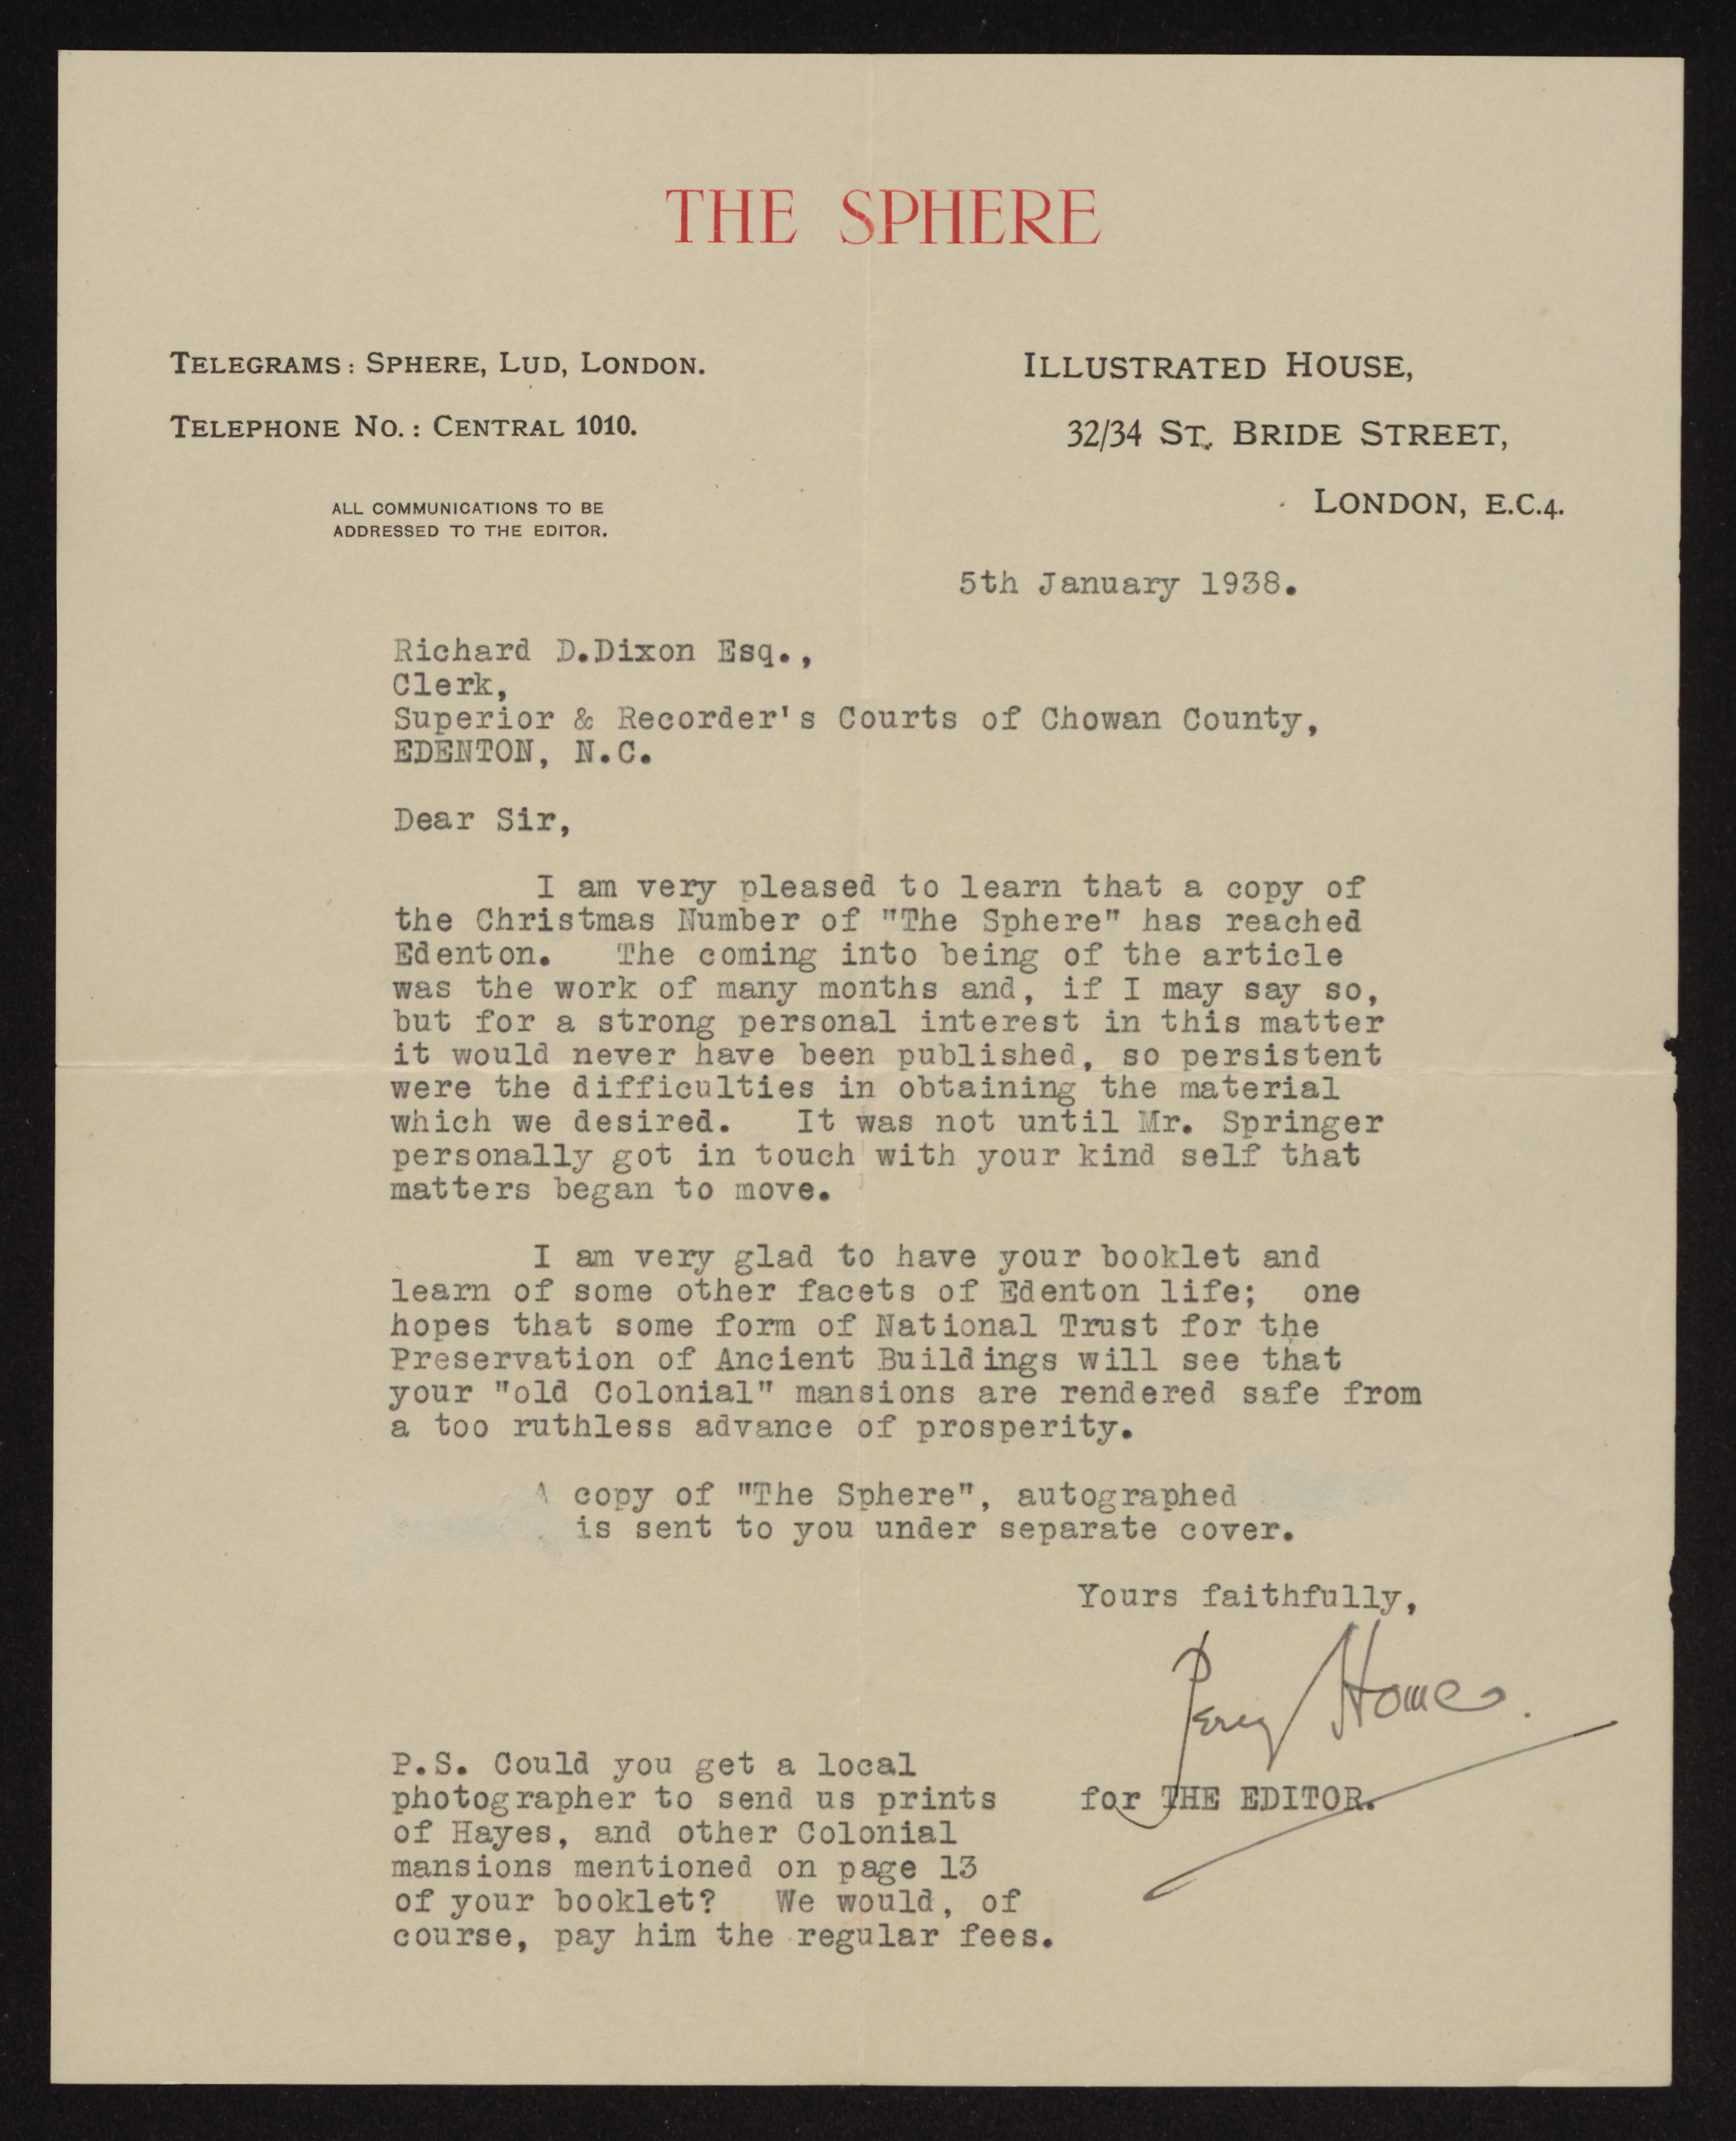 THE SPHERE
TELEGRAMS: SPHERE, LUD, LONDON.
TELEPHONE NO.: CENTRAL 1010.
ALL COMMUNICATIONS TO BE
ADDRESSED TO THE EDITOR.
ILLUSTRATED HOUSE,
32/34 ST. BRIDE STREET,
LONDON, E.C.4.
5th January 1938.
Richard D.Dixon Esq.,
Clerk,
Superior & Recorder's Courts of Chowan County,
EDENTON, N.C.
Dear Sir,
I am very pleased to learn that a copy of
the Christmas Number of "The Sphere" has reached
Edenton. The coming into being of the article
was the work of many months and, if I may say so,
but for a strong personal interest in this matter
it would never have been published, so persistent
were the difficulties in obtaining the material
which we desired. It was not until Mr. Springer
personally got in touch with your kind self that
matters began to move.
I am very glad to have your booklet and
learn of some other facets of Edenton life; one
hopes that some form of National Trust for the
Preservation of Ancient Buildings will see that
your "old Colonial" mansions are rendered safe from
a too ruthless advance of prosperity.
A copy of "The Sphere", autographed
is sent to you under separate cover.
Yours faithfully,
Percy Home.
for THE EDITOR.
P.S. Could you get a local
photographer to send us prints
of Hayes, and other Colonial
mansions mentioned on page 13
of your booklet? We would, of
course, pay him the regular fees.